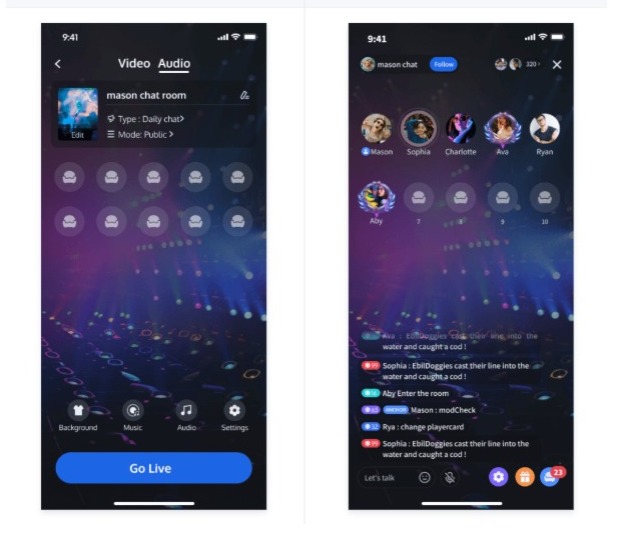 9:41
Video Audio
mason chat room
Type : Daily chat>
Mode: Public >
Edit
Background
Music
Audio
Settings
Go Live
9:41
mason chat
Follow
320
Mason
Sophia
Charlotte
Ava
Ryan
Aby
7
8
9
10
Ava : EbilDoggies cast their line into the
water and caught a cod !
Sophia : EbilDoggies cast their line into the
water and caught a cod !
Aby Enter the room
Mason : modCheck
Rya : change playercard
Sophia : EbilDoggies cast their line into the
water and caught a cod !
Let's talk
23